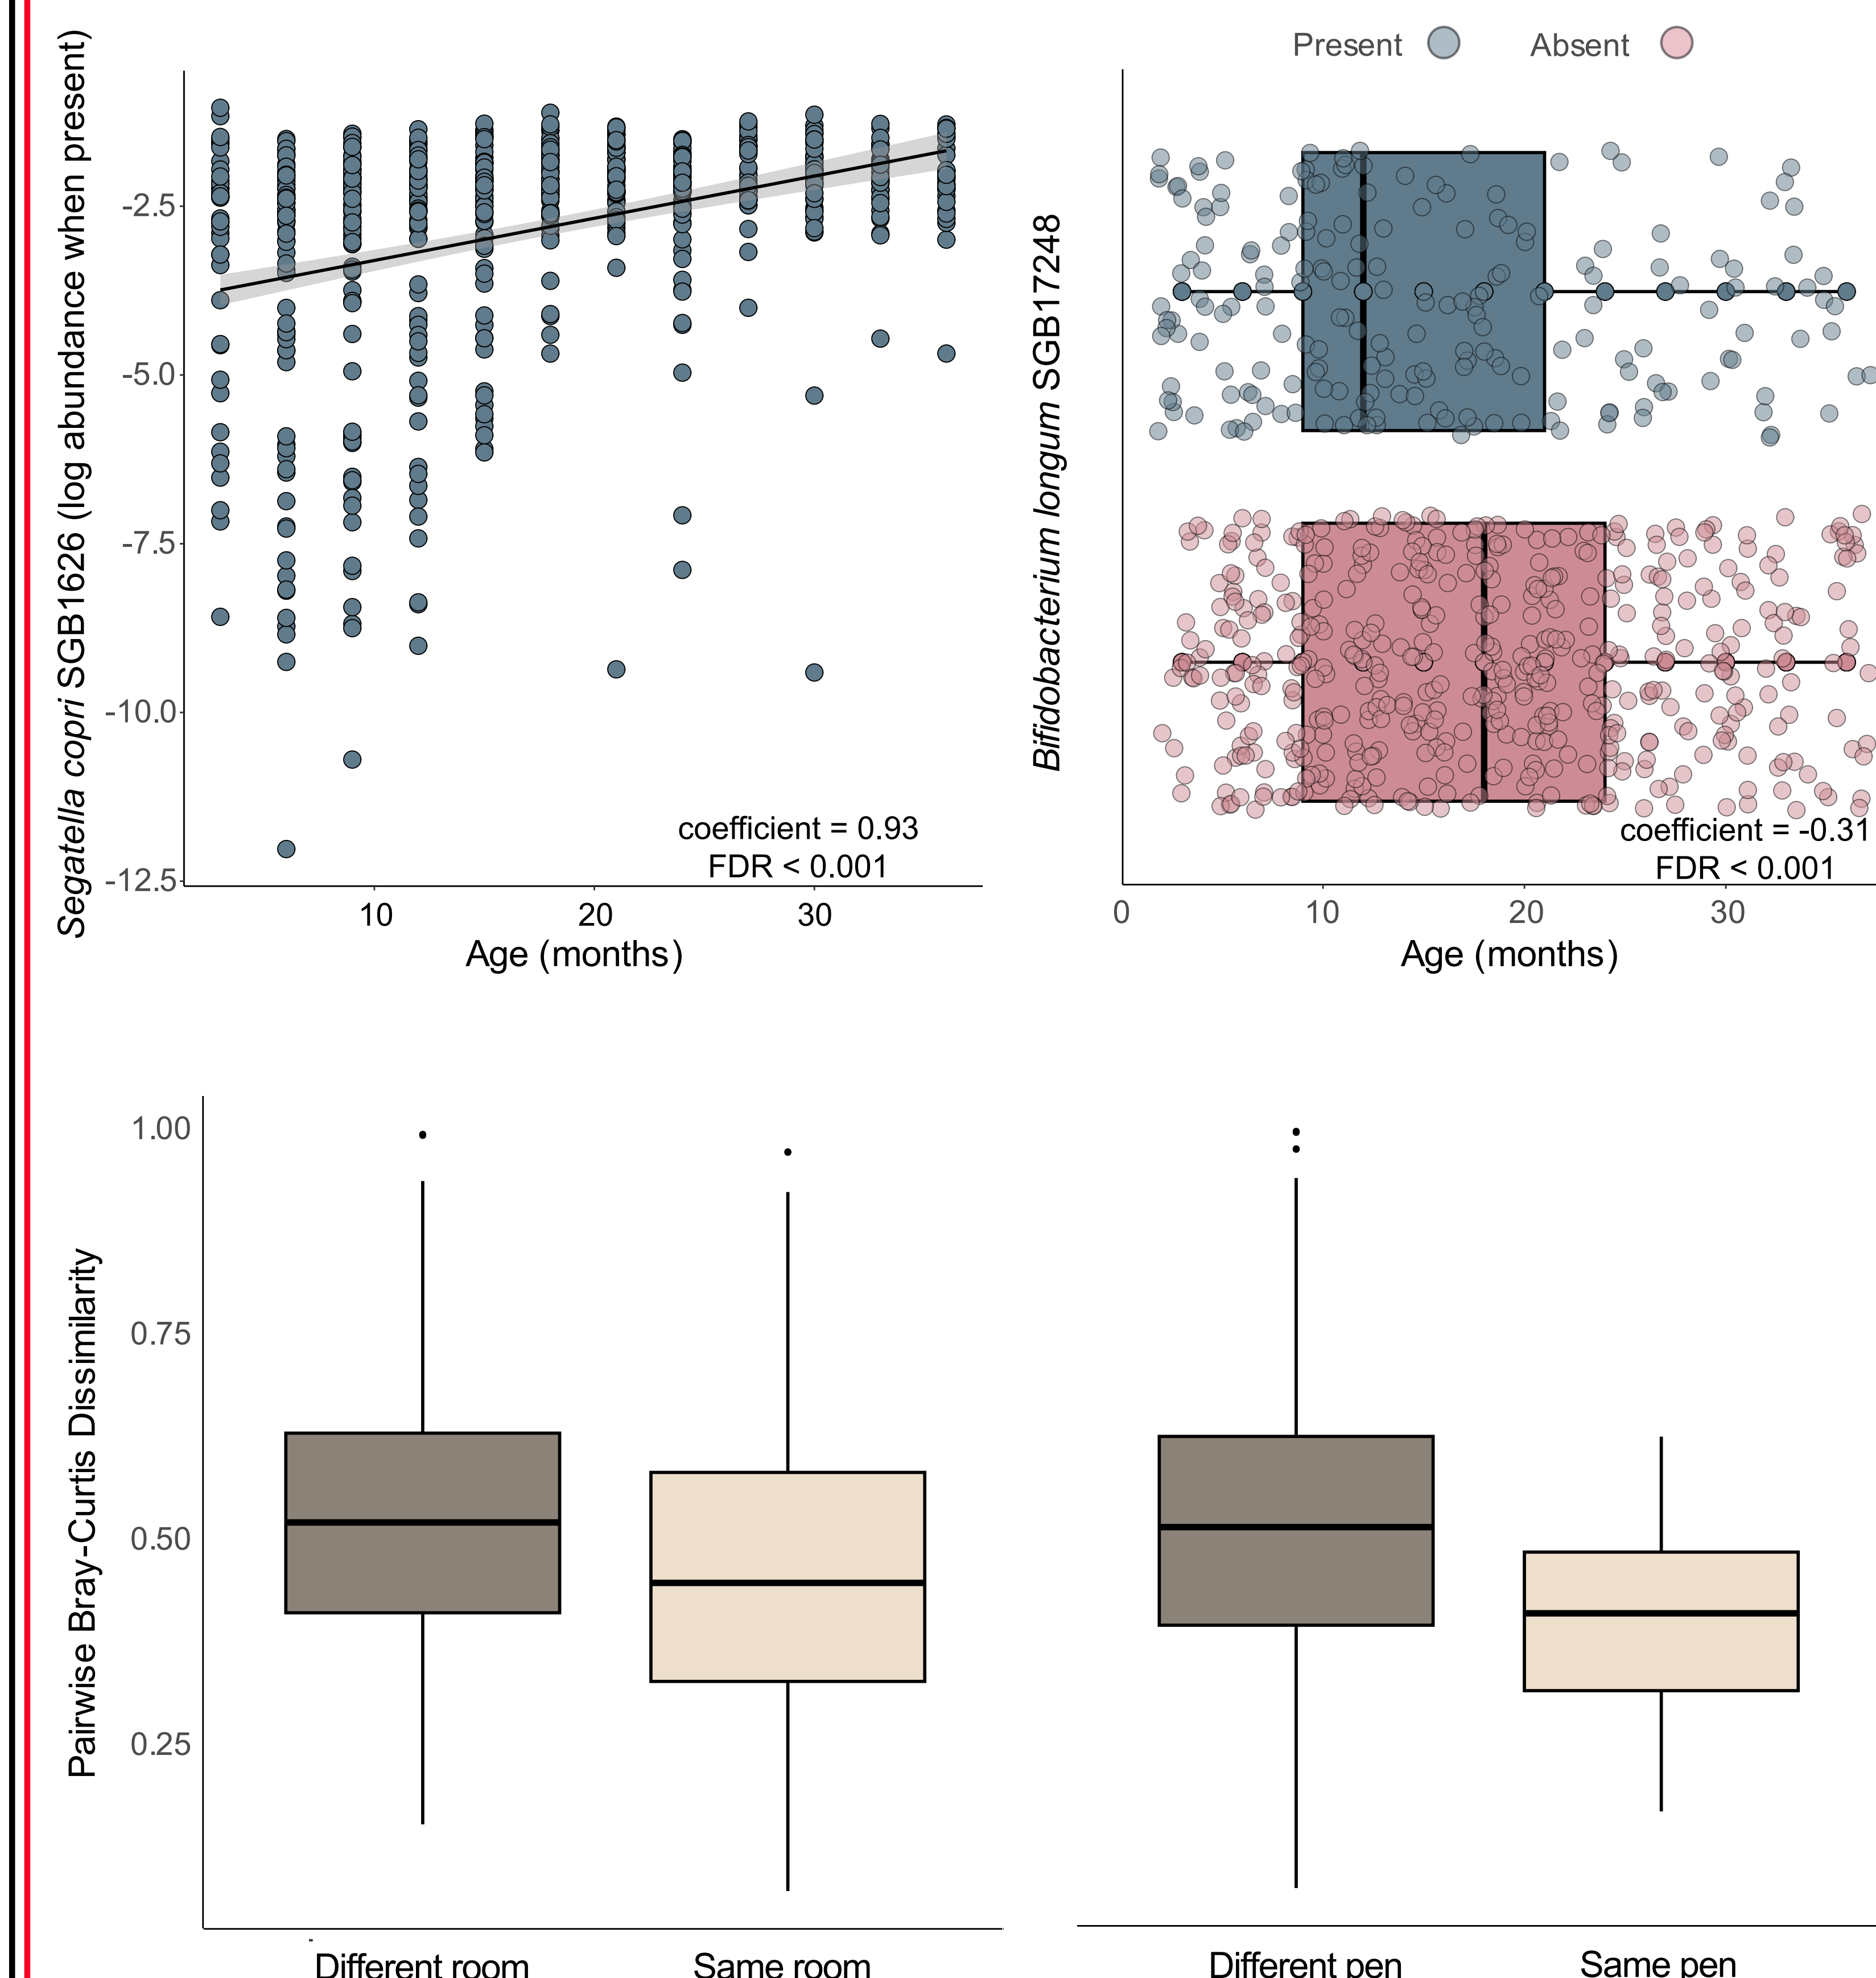 Segatella copri SGB1626 (log abundance when present)
-2.5
-5.0
-7.5
-10.0
-12.5
coefficient = 0.93
FDR < 0.001
10 20 30
Age (months)
Present Absent
Bifidobacterium longum SGB17248
coefficient = -0.31
FDR < 0.001
0 10 20 30
Age (months)
Pairwise Bray-Curtis Dissimilarity
1.00
0.75
0.50
0.25
Different room Same room
Different pen Same pen